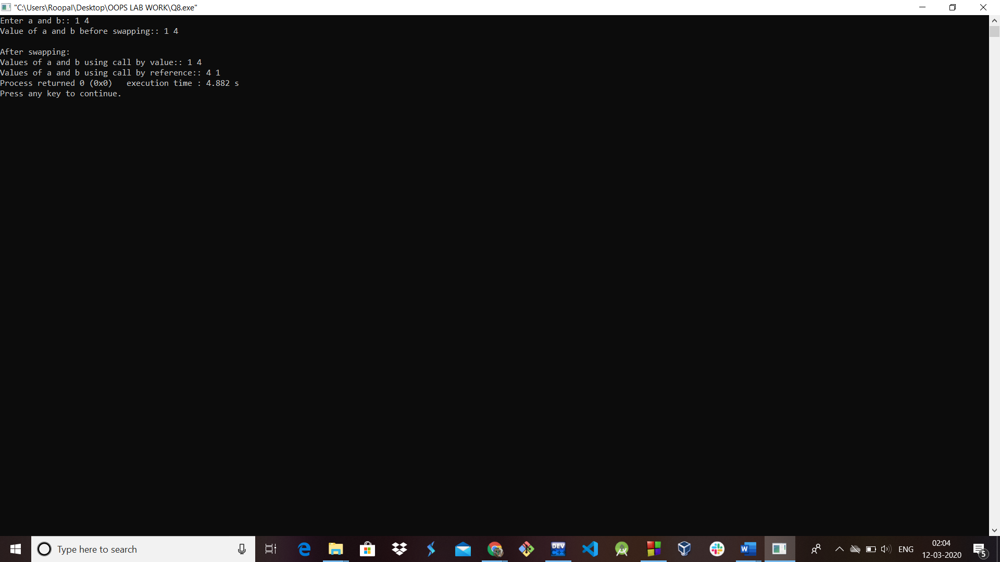 "C:\Users\Roopal\Desktop\OOPS LAB WORK\Q8.exe"
Enter a and b:: 1 4
Value of a and b before swapping:: 1 4
After swapping:
Values of a and b using call by value:: 1 4
Values of a and b using call by reference:: 4 1
Process returned 0 (0x0)   execution time : 4.882 s
Press any key to continue.
Type here to search
DEV
C++
W
ENG
02:04
12-03-2020
5